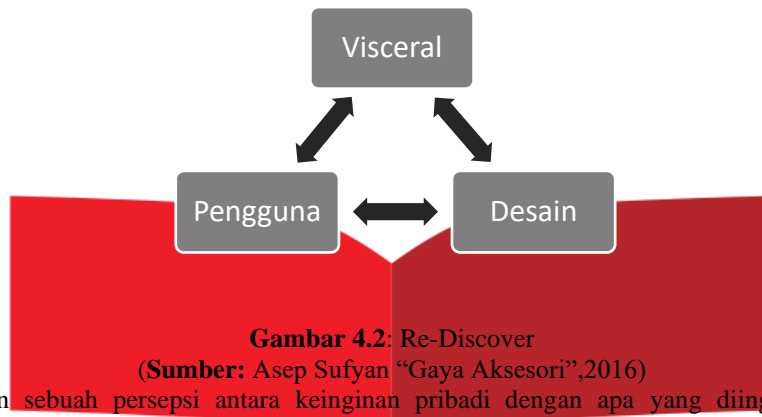 Visceral
Pengguna
Desain
Gambar 4.2: Re-Discover
(Sumber: Asep Sufyan “Gaya Aksesori”,2016)
sebuah persepsi antara keinginan pribadi dengan apa yang